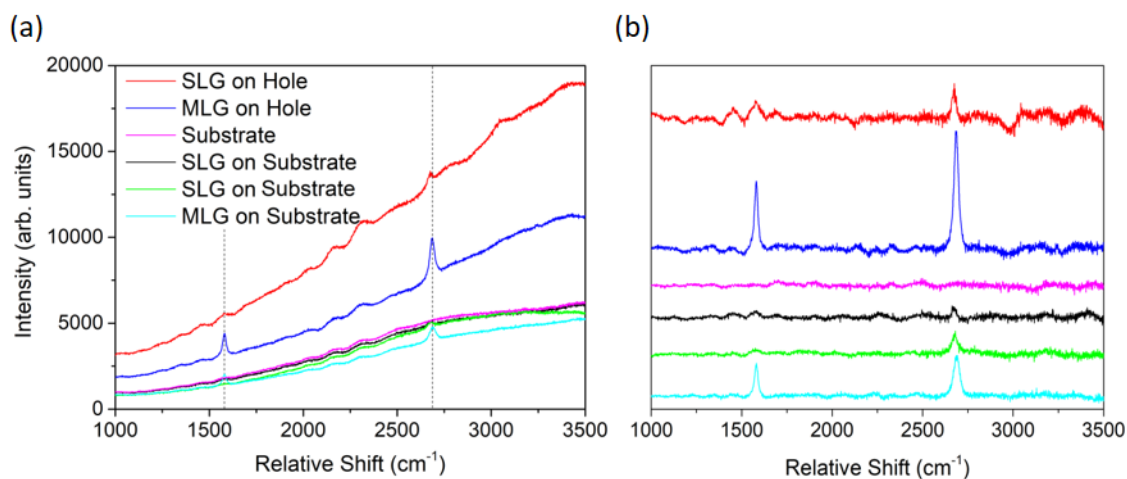 (a)
(b)
20000
15000
10000
5000
0
Intensity (arb. units)
SLG on Hole
MLG on Hole
Substrate
SLG on Substrate
SLG on Substrate
MLG on Substrate
1000 1500 2000 2500 3000 3500
Relative Shift (cm⁻¹)
1000 1500 2000 2500 3000 3500
Relative Shift (cm⁻¹)